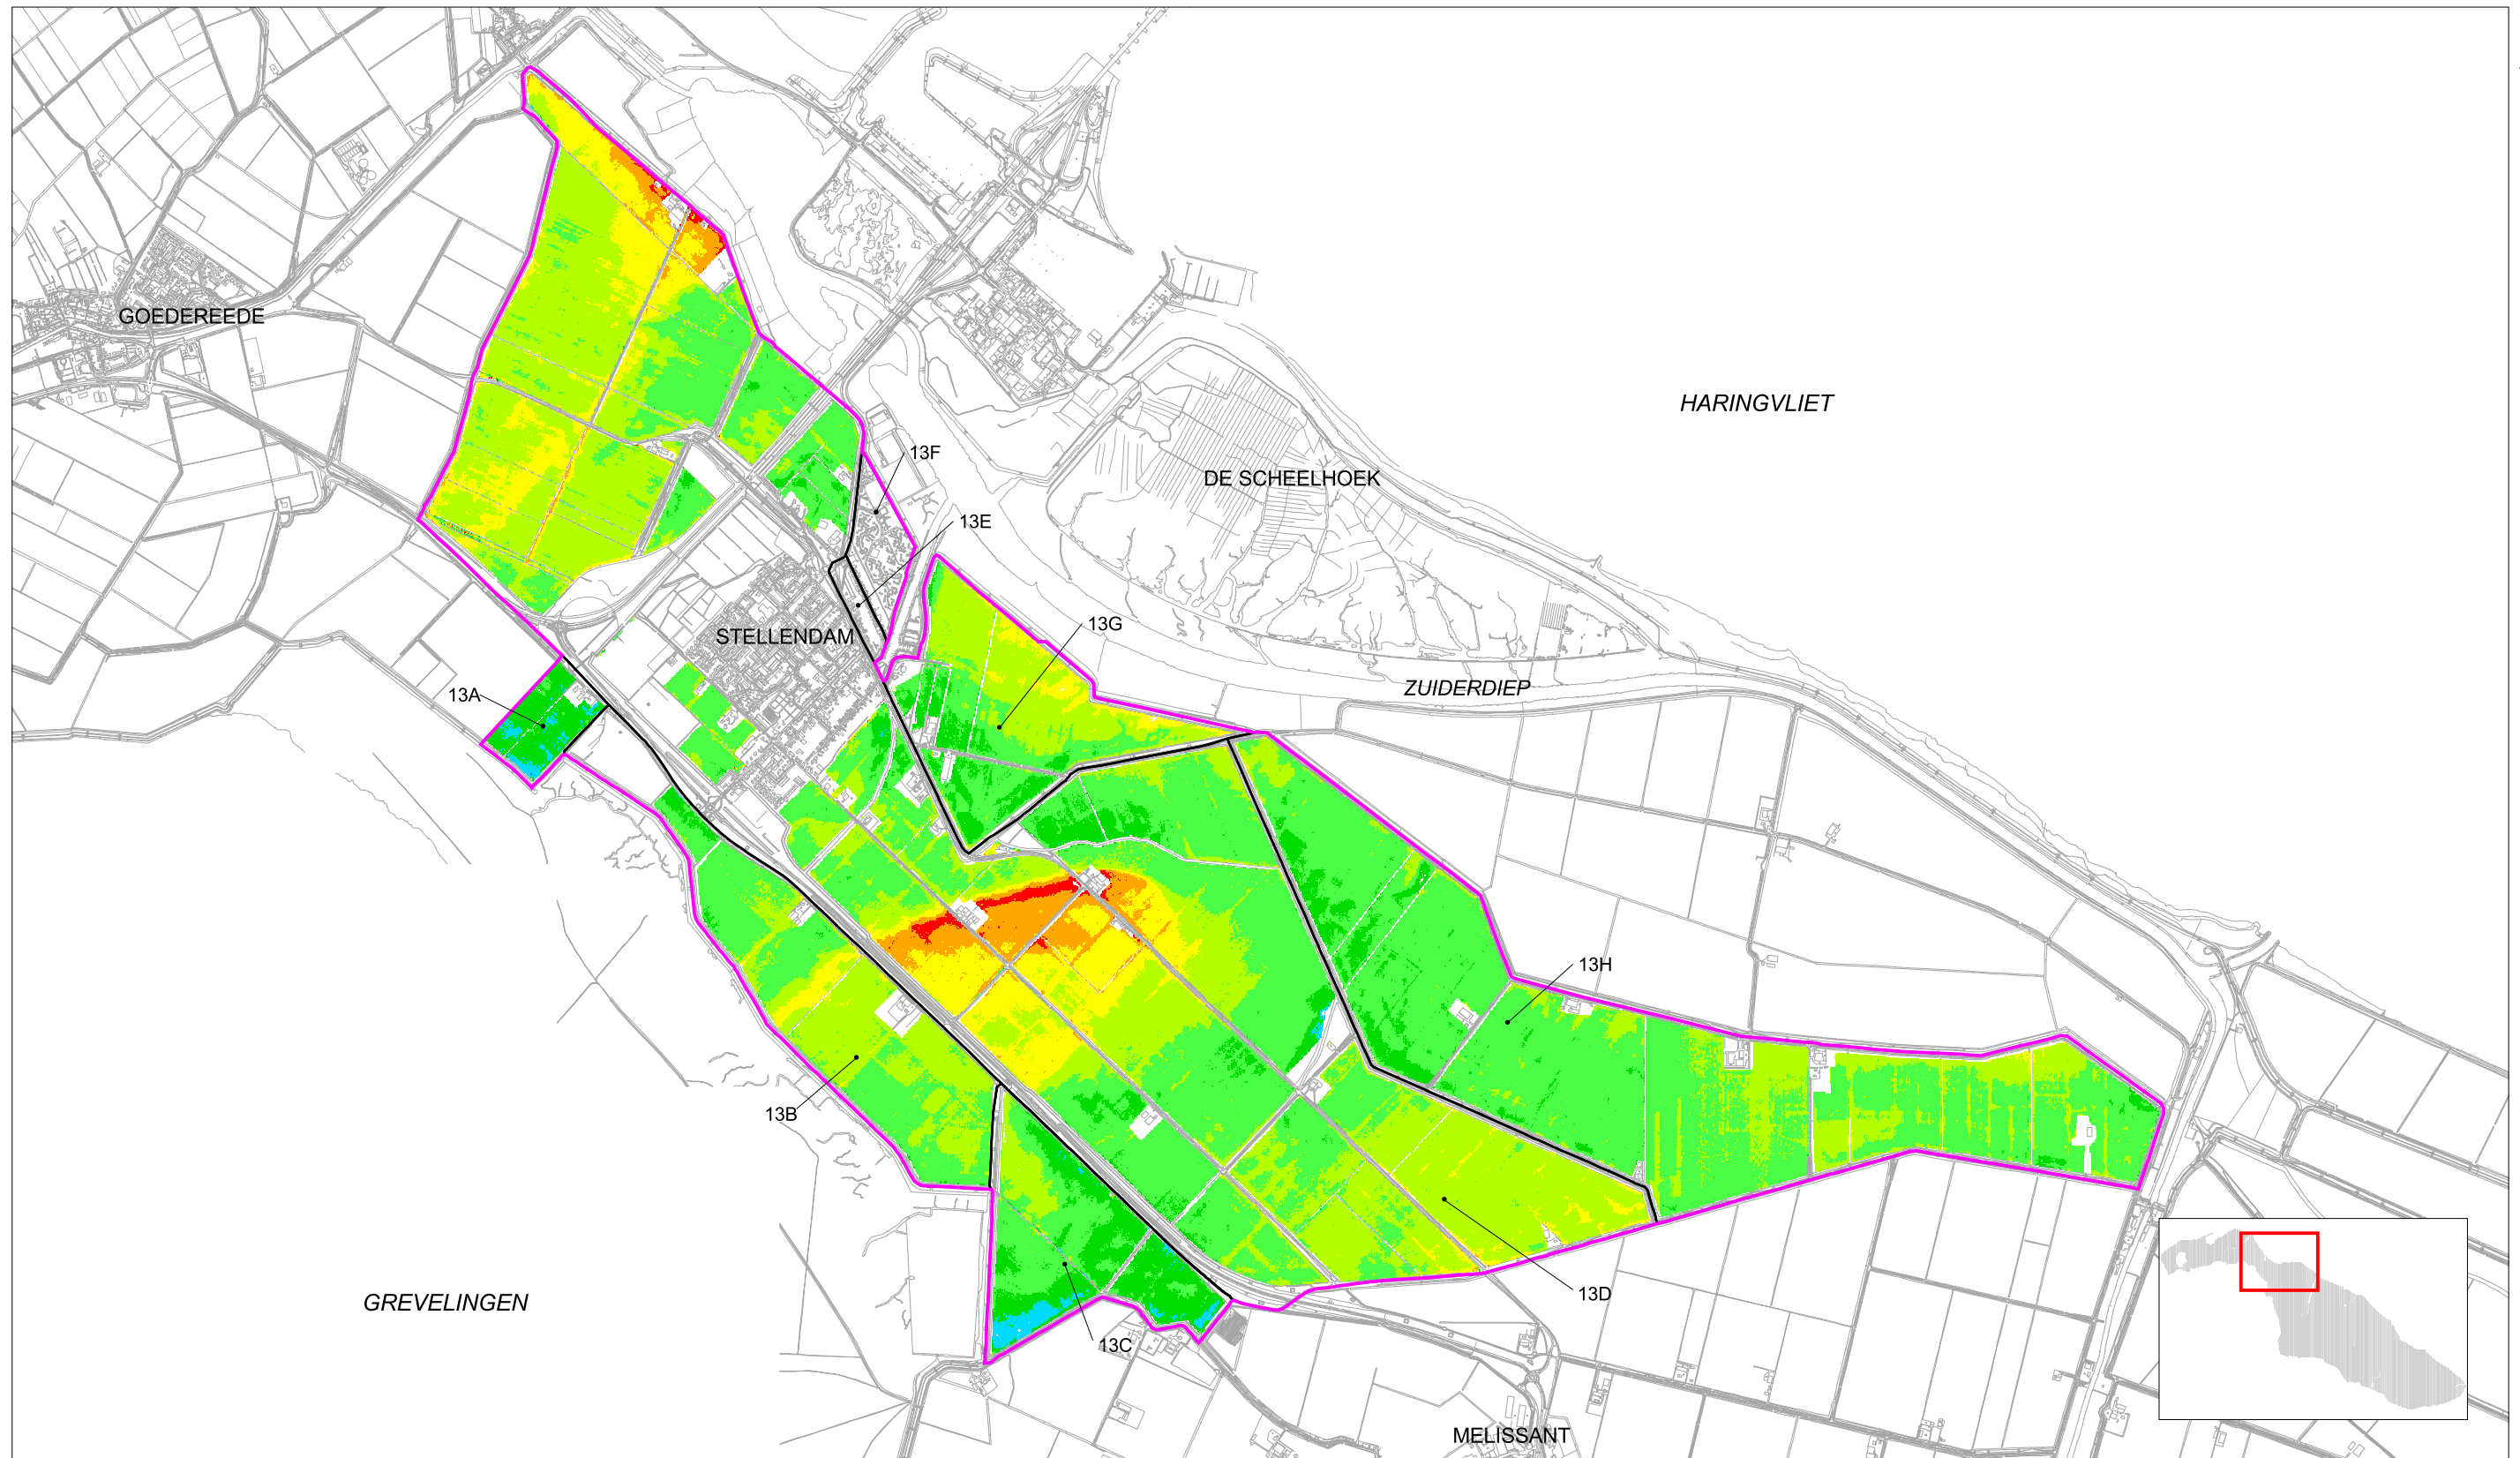 GOEDEREEDE
HARINGVLIET
13F
DE SCHEELHOEK
13E
13G
STELLENDAM
ZUIDERDIEP
13A
13H
13B
13D
GREVELINGEN
13C
MELISSANT